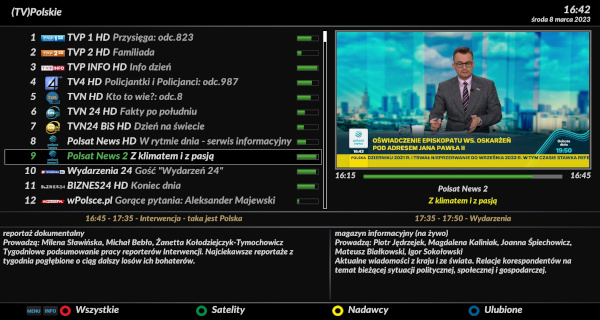 (TV)Polskie
16:42
środa 8 marca 2023
1 TVP 1 HD Przysięga: odc.823
2 TVP 2 HD Familiada
3 TVP INFO HD Info dzień
4 TV4 HD Policjantki i Policjanci: odc.987
5 TVN HD Kto to wie?: odc.8
6 TVN 24 HD Fakty po południu
7 TVN24 BiS HD Dzień na świecie
8 Polsat News HD W rytmie dnia - serwis informacyjny
9 Polsat News 2 Z klimatem i z pasją
10 Wydarzenia 24 Gość "Wydarzeń 24"
11 BIZNES24 HD Koniec dnia
12 wPolsce.pl Gorące pytania: Aleksander Majewski
OŚWIADCZENIE EPISKOPATU WS. OSKARŻEŃ
POD ADRESEM JANA PAWŁA II
19:50
16:42
POLSKA
16:15
16:45
Polsat News 2
Z klimatem i z pasją
16:45 - 17:35 - Interwencja - taka jest Polska
17:35 - 17:50 - Wydarzenia
reportaż dokumentalny
Prowadzą: Milena Sławińska, Michał Bebło, Żanetta Kołodziejczyk-Tymochowicz
Tygodniowe podsumowanie pracy reporterów interwencji. Najciekawsze reportaże z
tygodnia pogłębione o ciąg dalszy losów ich bohaterów.
magazyn informacyjny (na żywo)
Prowadzą: Piotr Jędrzejek, Magdalena Kaliniak, Joanna Śpiechowicz,
Mateusz Białkowski, Igor Sokołowski
Aktualne wiadomości z kraju i ze świata. Relacje korespondentów na
temat bieżącej sytuacji politycznej, społecznej i gospodarczej.
MENU INFO Wszystkie Satelity Nadawcy Ulubione